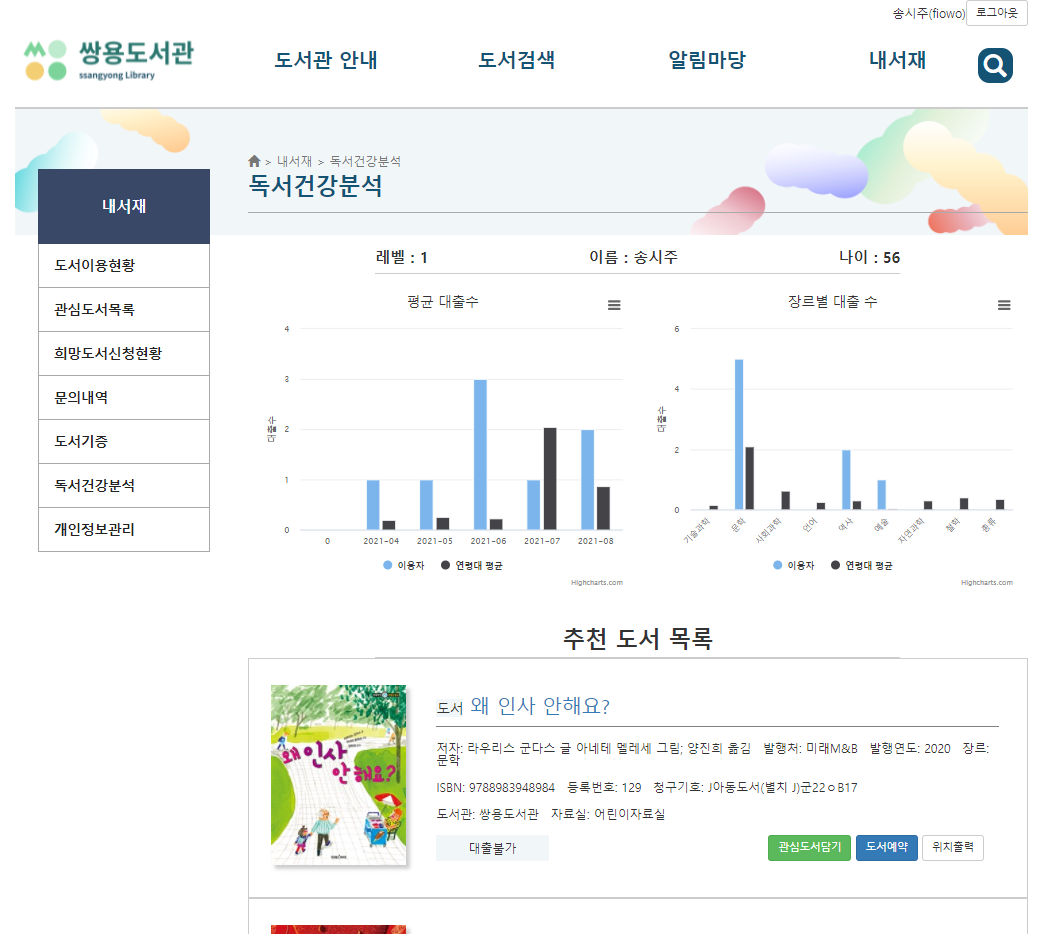 송시주(fiowo) 로그아웃
쌍용도서관
ssangyong Library
도서관 안내 도서검색 알림마당 내서재
> 내서재 > 독서건강분석
독서건강분석
내서재
도서이용현황
관심도서목록
희망도서신청현황
문의내역
도서기증
독서건강분석
개인정보관리
레벨 : 1 이름 : 송시주 나이 : 56
평균 대출수
대출수
4
3
2
1
0
0 2021-04 2021-05 2021-06 2021-07 2021-08
이용자 연령대 평균
Highcharts.com
장르별 대출 수
대출수
6
4
2
0
기술과학 문학 사회과학 언어 역사 예술 자연과학 철학 총류
이용자 연령대 평균
Highcharts.com
추천 도서 목록
왜 인사
안 해요?
도서 왜 인사 안해요?
저자: 라우리스 군다스 글 아네테 멜레세 그림; 양진희 옮김 발행처: 미래M&B 발행연도: 2020 장르:
문학
ISBN: 9788983948984 등록번호: 129 청구기호: J아동도서(별치 J)군22ㅇB17
도서관: 쌍용도서관 자료실: 어린이자료실
대출불가 관심도서담기 도서예약 위치출력